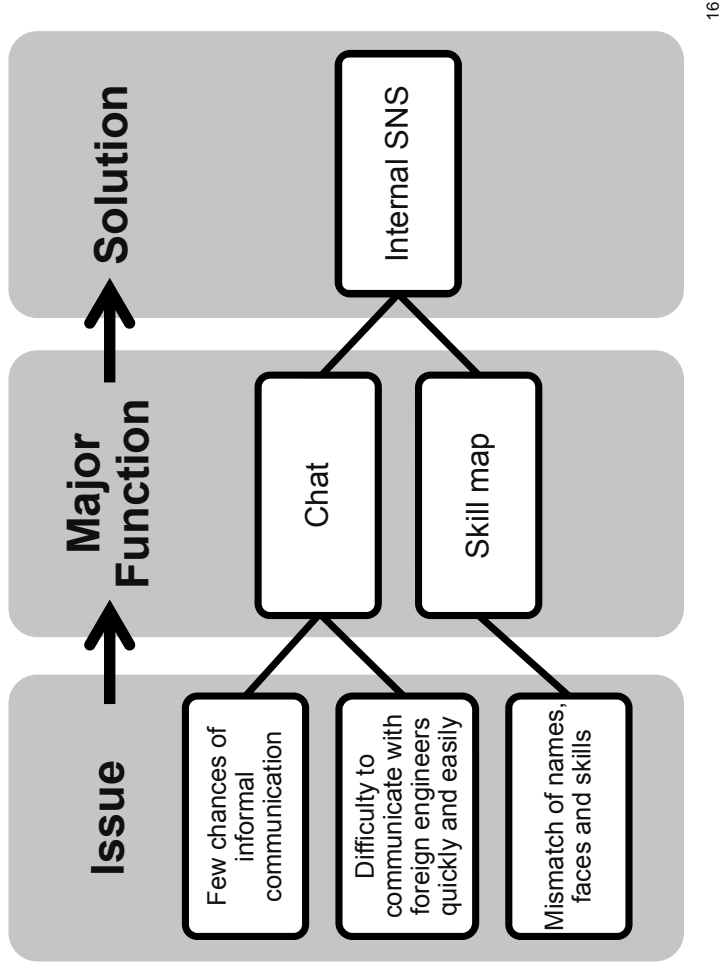 Issue
Major
Function
Solution
Few chances of
informal
communication
Difficulty to
communicate with
foreign engineers
quickly and easily
Mismatch of names,
faces and skills
Chat
Skill map
Internal SNS
16